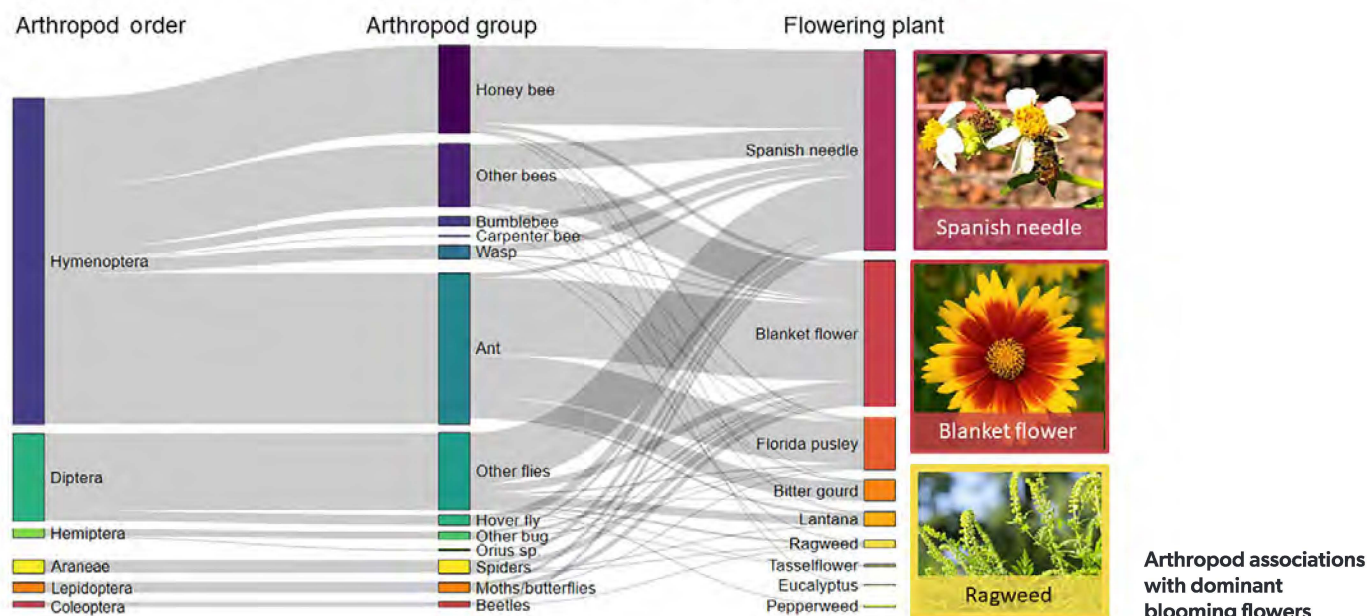 Arthropod order
Arthropod group
Flowering plant
Hymenoptera
Diptera
Hemiptera
Araneae
Lepidoptera
Coleoptera
Honey bee
Other bees
Bumblebee
Carpenter bee
Wasp
Ant
Other flies
Hover fly
Other bug
Orius sp
Spiders
Moths/butterflies
Beetles
Spanish needle
Blanket flower
Florida pusley
Bitter gourd
Lantana
Ragweed
Tasselflower
Eucalyptus
Pepperweed
Spanish needle
Blanket flower
Ragweed
Arthropod associations
with dominant
blooming flowers